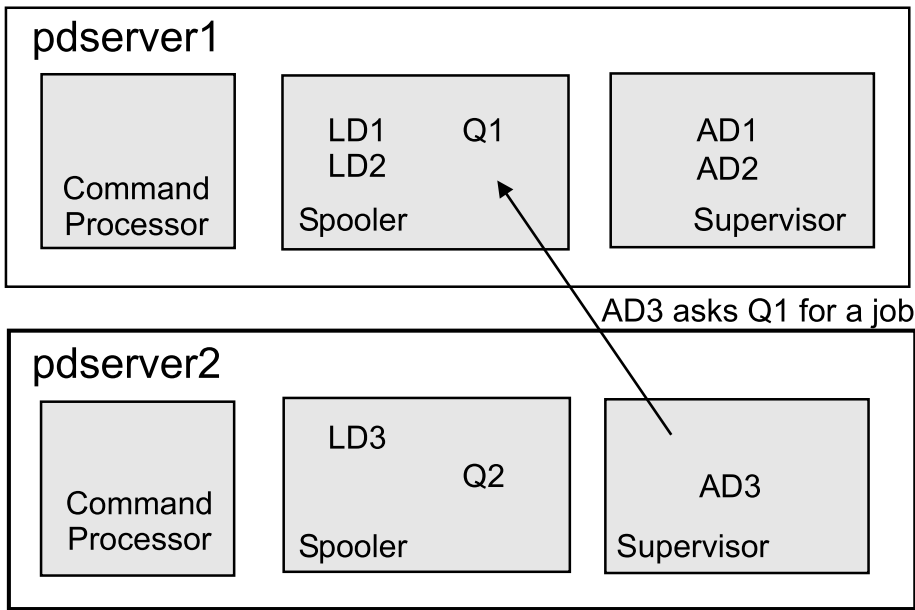 pdserver1
Command
Processor
LD1 Q1
LD2
Spooler
AD1
AD2
Supervisor
AD3 asks Q1 for a job
pdserver2
Command
Processor
LD3
Q2
Spooler
AD3
Supervisor